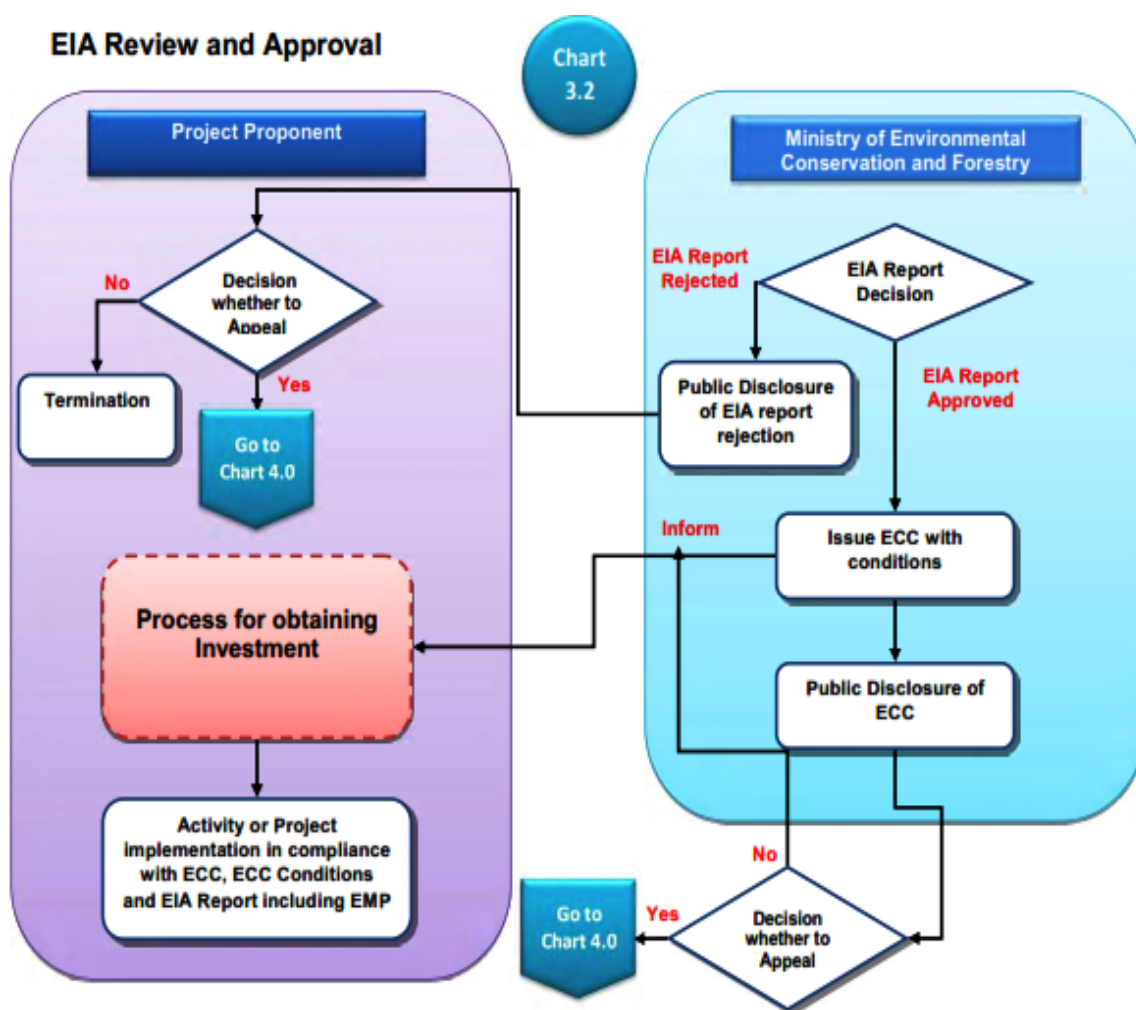 EIA Review and Approval
Chart
3.2
Project Proponent
Decision
whether to
Appeal
No
Yes
Termination
Go to
Chart 4.0
Process for obtaining
Investment
Activity or Project
implementation in compliance
with ECC, ECC Conditions
and EIA Report including EMP
Ministry of Environmental
Conservation and Forestry
EIA Report
Decision
EIA Report
Rejected
EIA Report
Approved
Public Disclosure
of EIA report
rejection
Inform
Issue ECC with
conditions
Public Disclosure of
ECC
No
Yes
Decision
whether to
Appeal
Go to
Chart 4.0